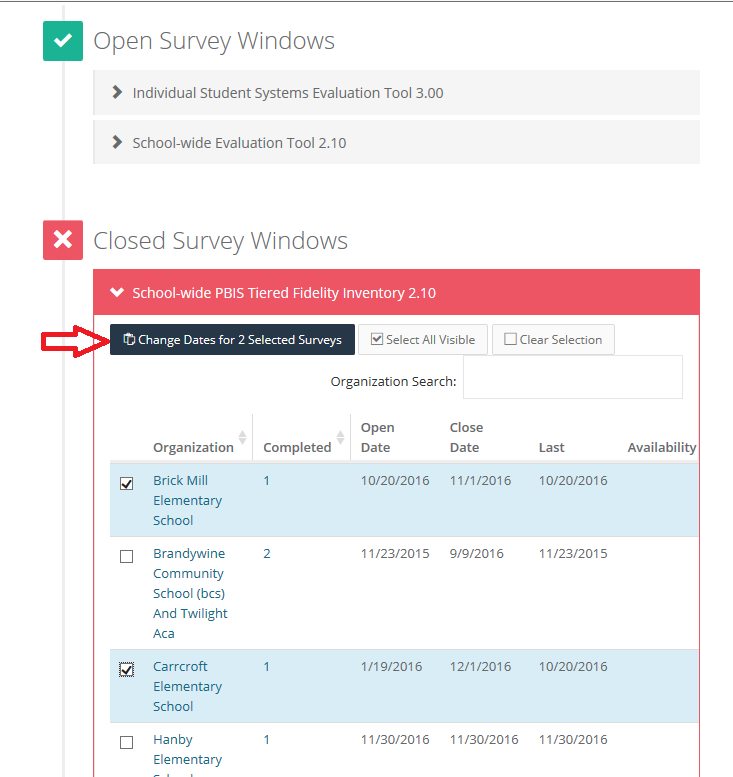 Open Survey Windows
Individual Student Systems Evaluation Tool 3.00
School-wide Evaluation Tool 2.10
Closed Survey Windows
School-wide PBIS Tiered Fidelity Inventory 2.10
Change Dates for 2 Selected Surveys Select All Visible Clear Selection
Organization Search:
Open Close
Organization Completed Date Date Last Availability
Brick Mill 1 10/20/2016 11/1/2016 10/20/2016
Elementary
School
Brandywine 2 11/23/2015 9/9/2016 11/23/2015
Community
School (bcs)
And Twilight
Aca
Carrcroft 1 1/19/2016 12/1/2016 10/20/2016
Elementary
School
Hanby 1 11/30/2016 11/30/2016 11/30/2016
Elementary